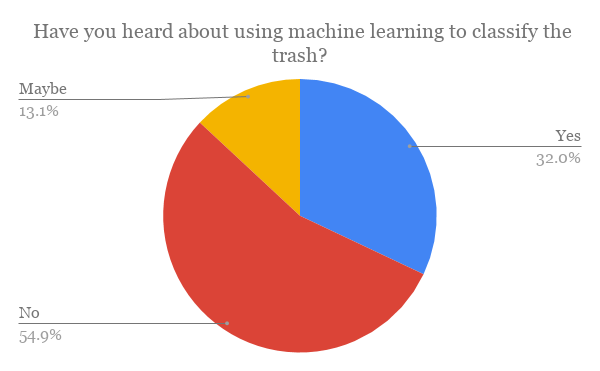 Have you heard about using machine learning to classify the
trash?
Maybe
13.1%
Yes
32.0%
No
54.9%